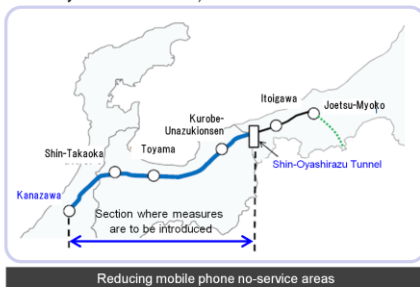 Itoigawa
Joetsu-Myoko
Kurobe-
Unazukionsen
Shin-Takaoka
Toyama
Shin-Oyashirazu Tunnel
Kanazawa
Section where measures
are to be introduced
Reducing mobile phone no-service areas